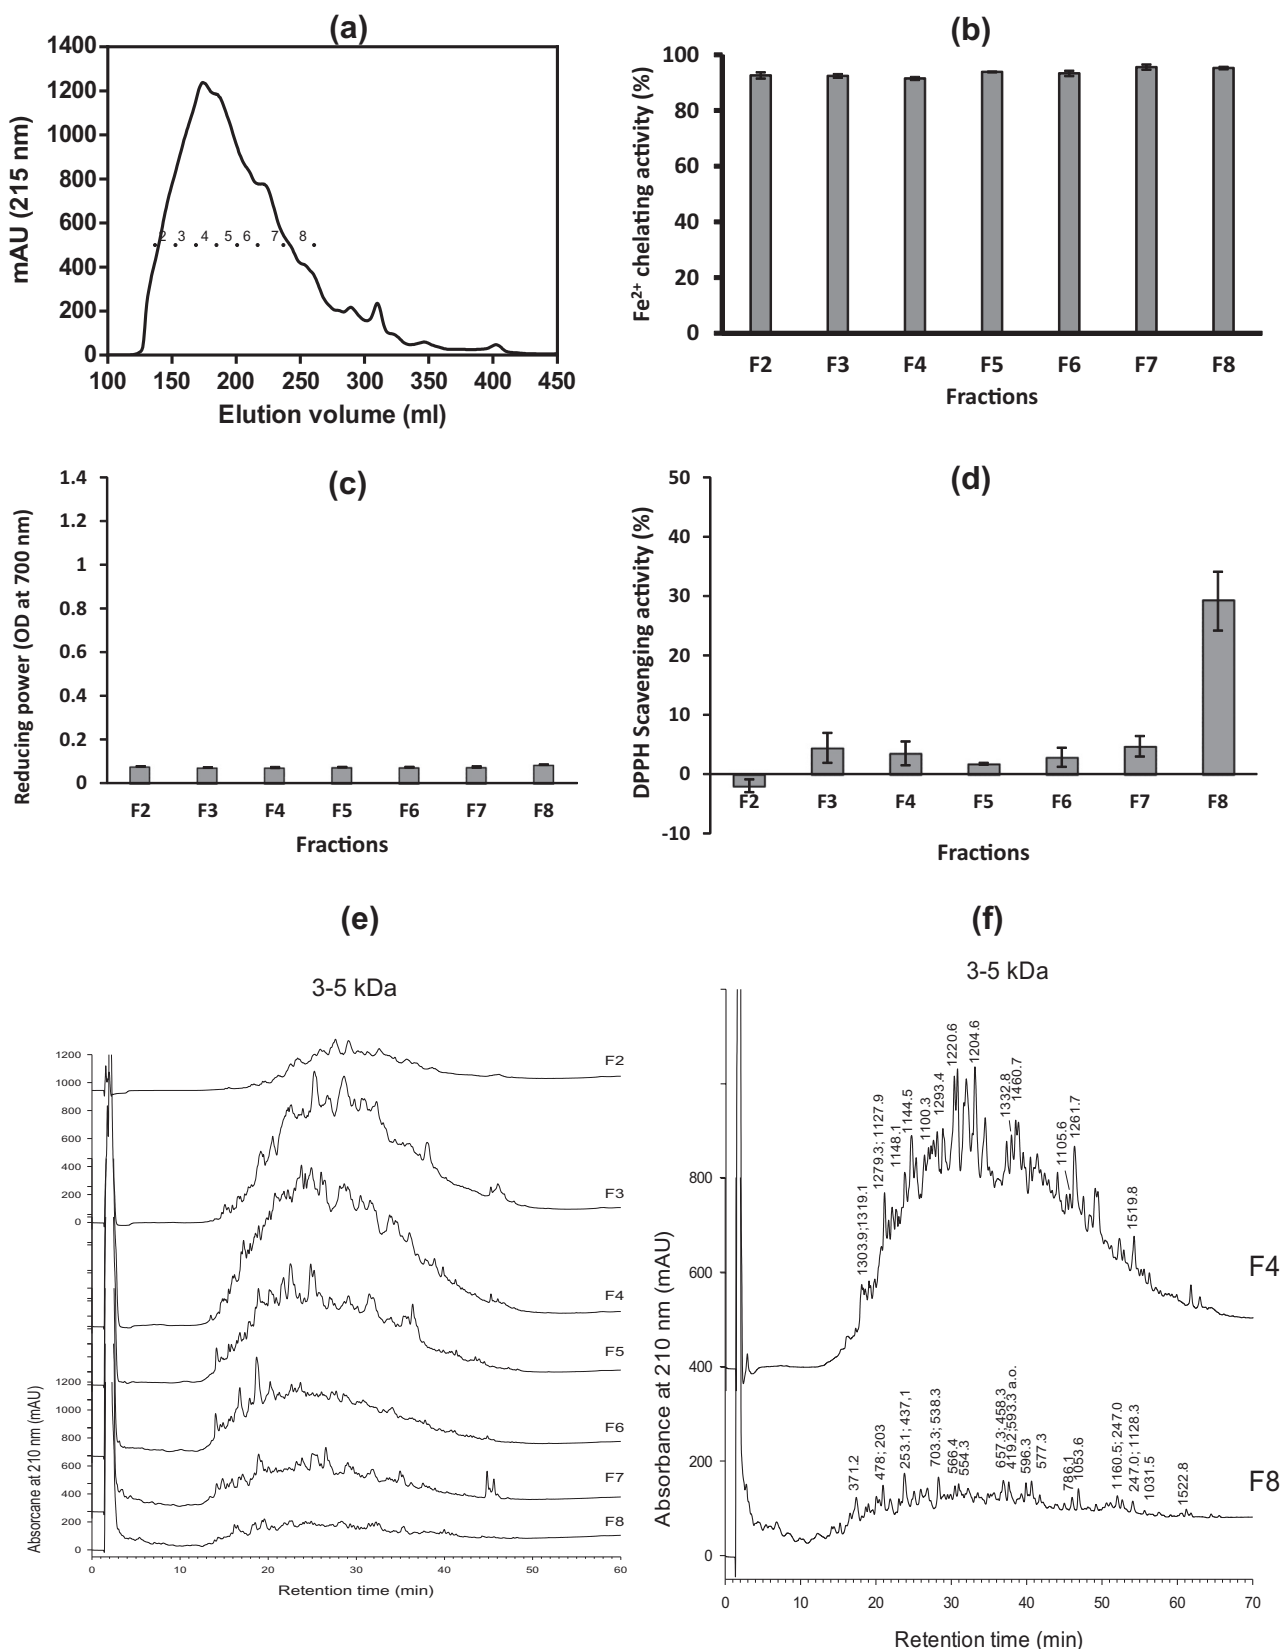 (a)
mAU (215 nm)
1400
1200
1000
800
600
400
200
0
2 3 4 5 6 7 8
100 150 200 250 300 350 400 450
Elution volume (ml)
(b)
Fe2+ chelating activity (%)
100
80
60
40
20
0
F2 F3 F4 F5 F6 F7 F8
Fractions
(c)
Reducing power (OD at 700 nm)
1.4
1.2
1
0.8
0.6
0.4
0.2
0
F2 F3 F4 F5 F6 F7 F8
Fractions
(d)
DPPH Scavenging activity (%)
50
40
30
20
10
0
-10
F2 F3 F4 F5 F6 F7 F8
Fractions
(e)
3-5 kDa
Absorcane at 210 nm (mAU)
1200
1000
800
600
400
200
0
1200
1000
800
600
400
200
0
F2
F3
F4
F5
F6
F7
F8
0 10 20 30 40 50 60
Retention time (min)
(f)
3-5 kDa
Absorbance at 210 nm (mAU)
800
600
400
200
0
1303.9;1319.1
1279.3; 1127.9
1148.1
1144.5
1100.3
1293.4
1220.6
1204.6
1332.8
1460.7
1105.6
1261.7
1519.8
F4
371.2
478; 203
253.1; 437,1
703.3; 538.3
566.4
554.3
657.3; 458.3
419.2;593.3 a.o.
596.3
577.3
786.1
1053.6
1160.5; 247.0
247.0; 1128.3
1031.5
1522.8
F8
0 10 20 30 40 50 60 70
Retention time (min)